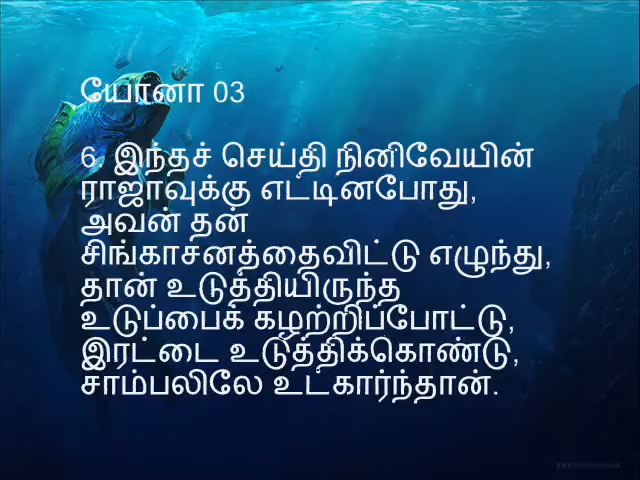 யோனா 03
6. இந்தச் செய்தி நினிவேயின்
ராஜாவுக்கு எட்டினபோது,
அவன் தன்
சிங்காசனத்தைவிட்டு எழுந்து,
தான் உடுத்தியிருந்த
உடுப்பைக் கழற்றிப்போட்டு,
இரட்டை உடுத்திக்கொண்டு,
சாம்பலிலே உட்கார்ந்தான்.